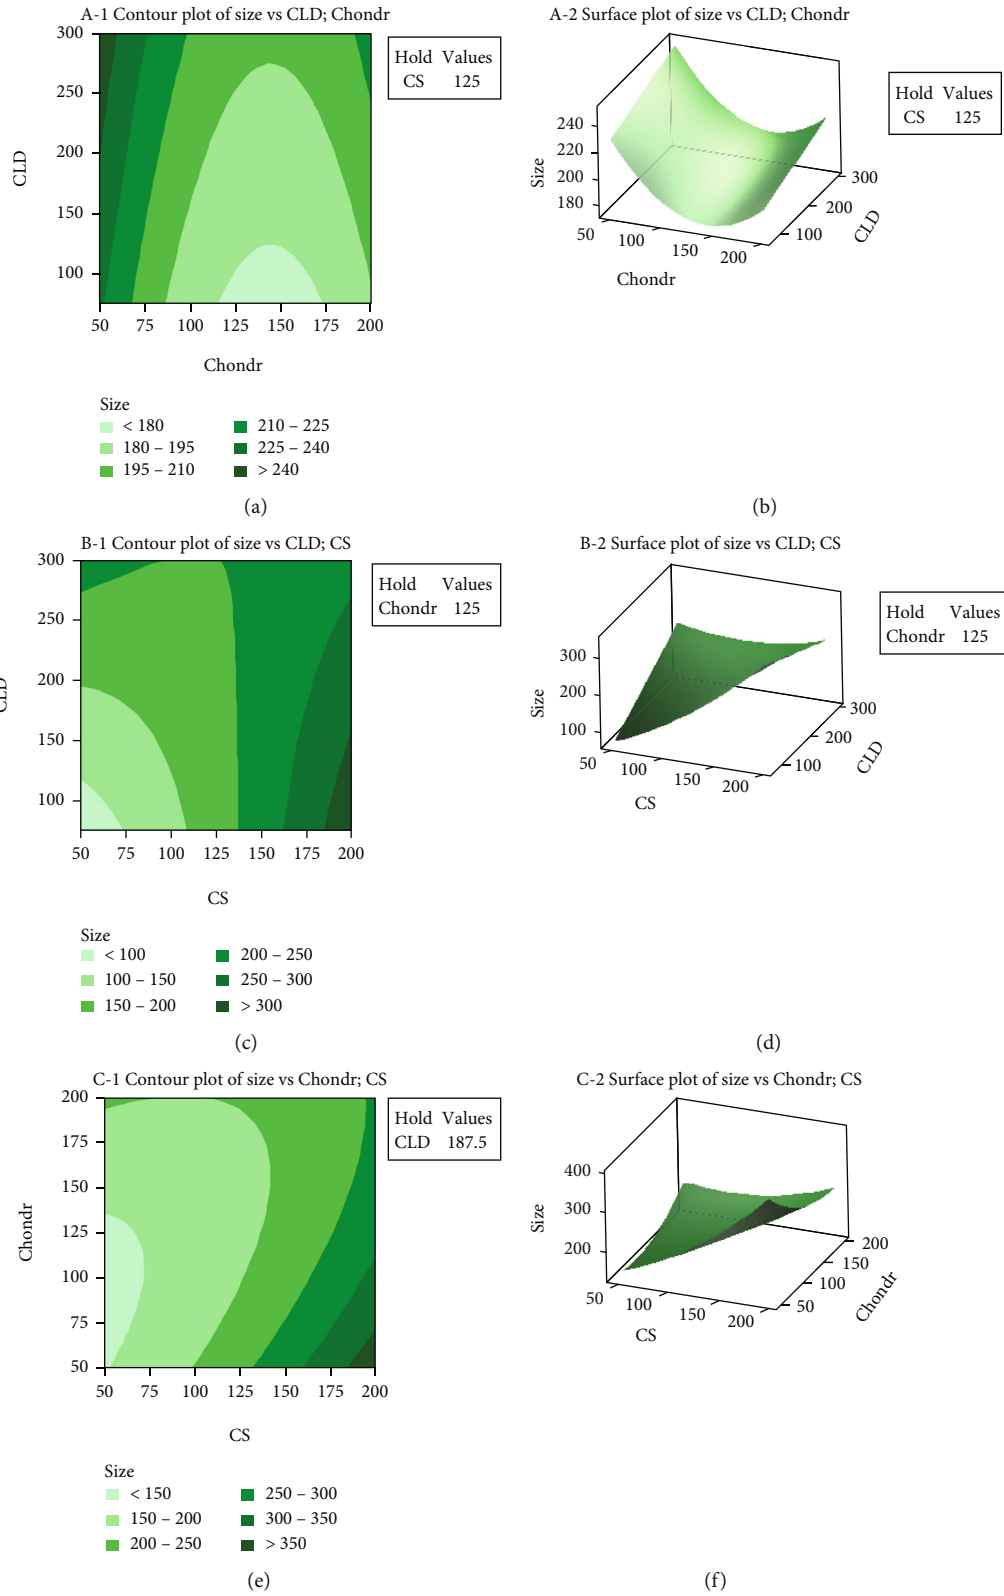 A-1 Contour plot of size vs CLD; Chondr
300
250
200
150
100
CLD
50 75 100 125 150 175 200
Chondr
Hold Values
CS 125
Size
< 180
180 – 195
195 – 210
210 – 225
225 – 240
> 240
(a)
A-2 Surface plot of size vs CLD; Chondr
Hold Values
CS 125
240
220
200
180
Size
50 100 150 200
Chondr
100 200 300
CLD
(b)
B-1 Contour plot of size vs CLD; CS
300
250
200
150
100
CLD
50 75 100 125 150 175 200
CS
Hold Values
Chondr 125
Size
< 100
100 – 150
150 – 200
200 – 250
250 – 300
> 300
(c)
B-2 Surface plot of size vs CLD; CS
Hold Values
Chondr 125
300
200
100
Size
50 100 150 200
CS
100 200 300
CLD
(d)
C-1 Contour plot of size vs Chondr; CS
200
175
150
125
100
75
50
Chondr
50 75 100 125 150 175 200
CS
Hold Values
CLD 187.5
Size
< 150
150 – 200
200 – 250
250 – 300
300 – 350
> 350
(e)
C-2 Surface plot of size vs Chondr; CS
400
300
200
Size
50 100 150 200
CS
50 100 150 200
Chondr
(f)